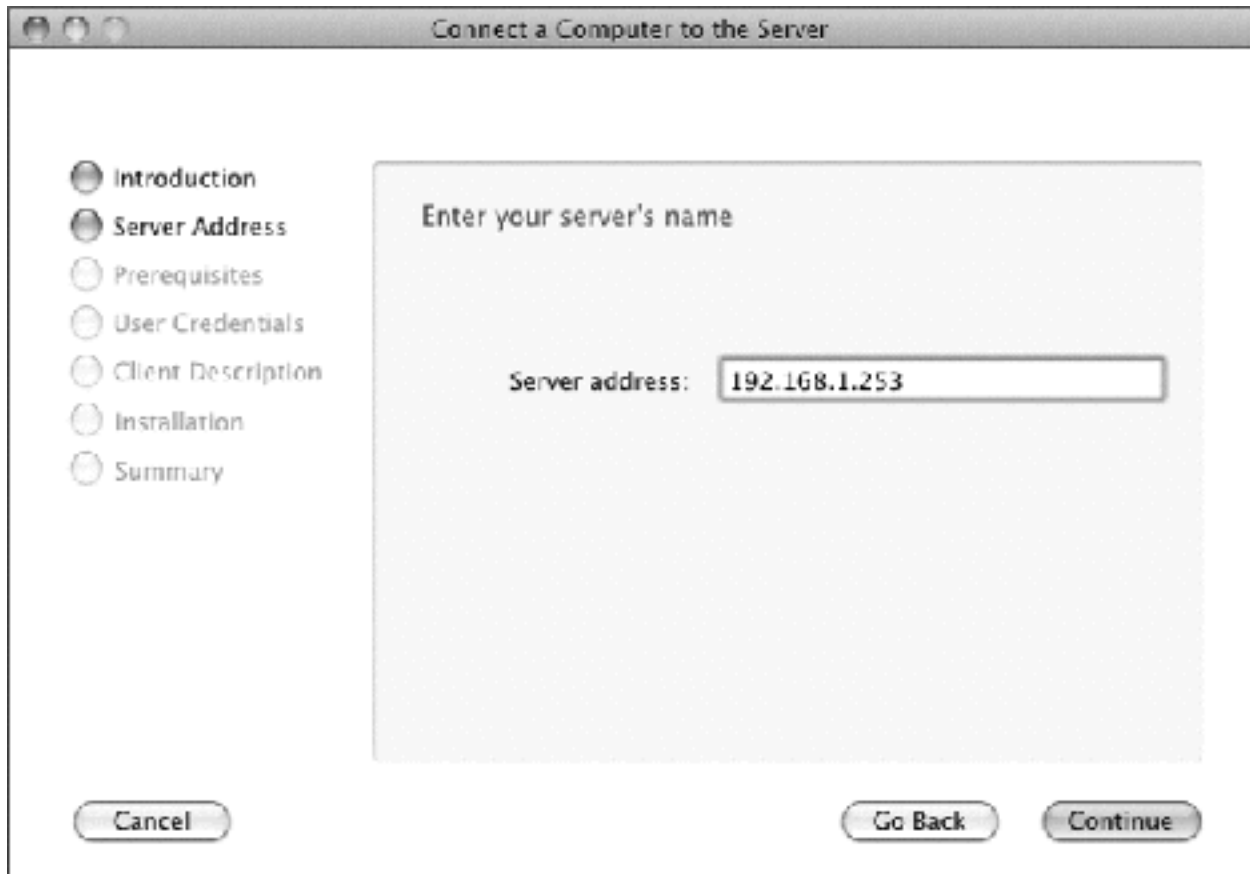 Connect a Computer to the Server
Introduction
Server Address
Prerequisites
User Credentials
Client Description
Installation
Summary
Enter your server's name
Server address: 192.168.1.253
Cancel
Go Back
Continue